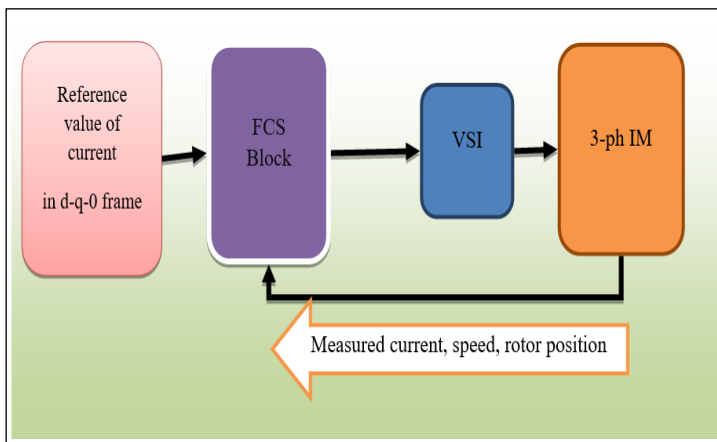 Reference
value of
current
in d-q-0 frame
FCS
Block
VSI
3-ph IM
Measured current, speed, rotor position